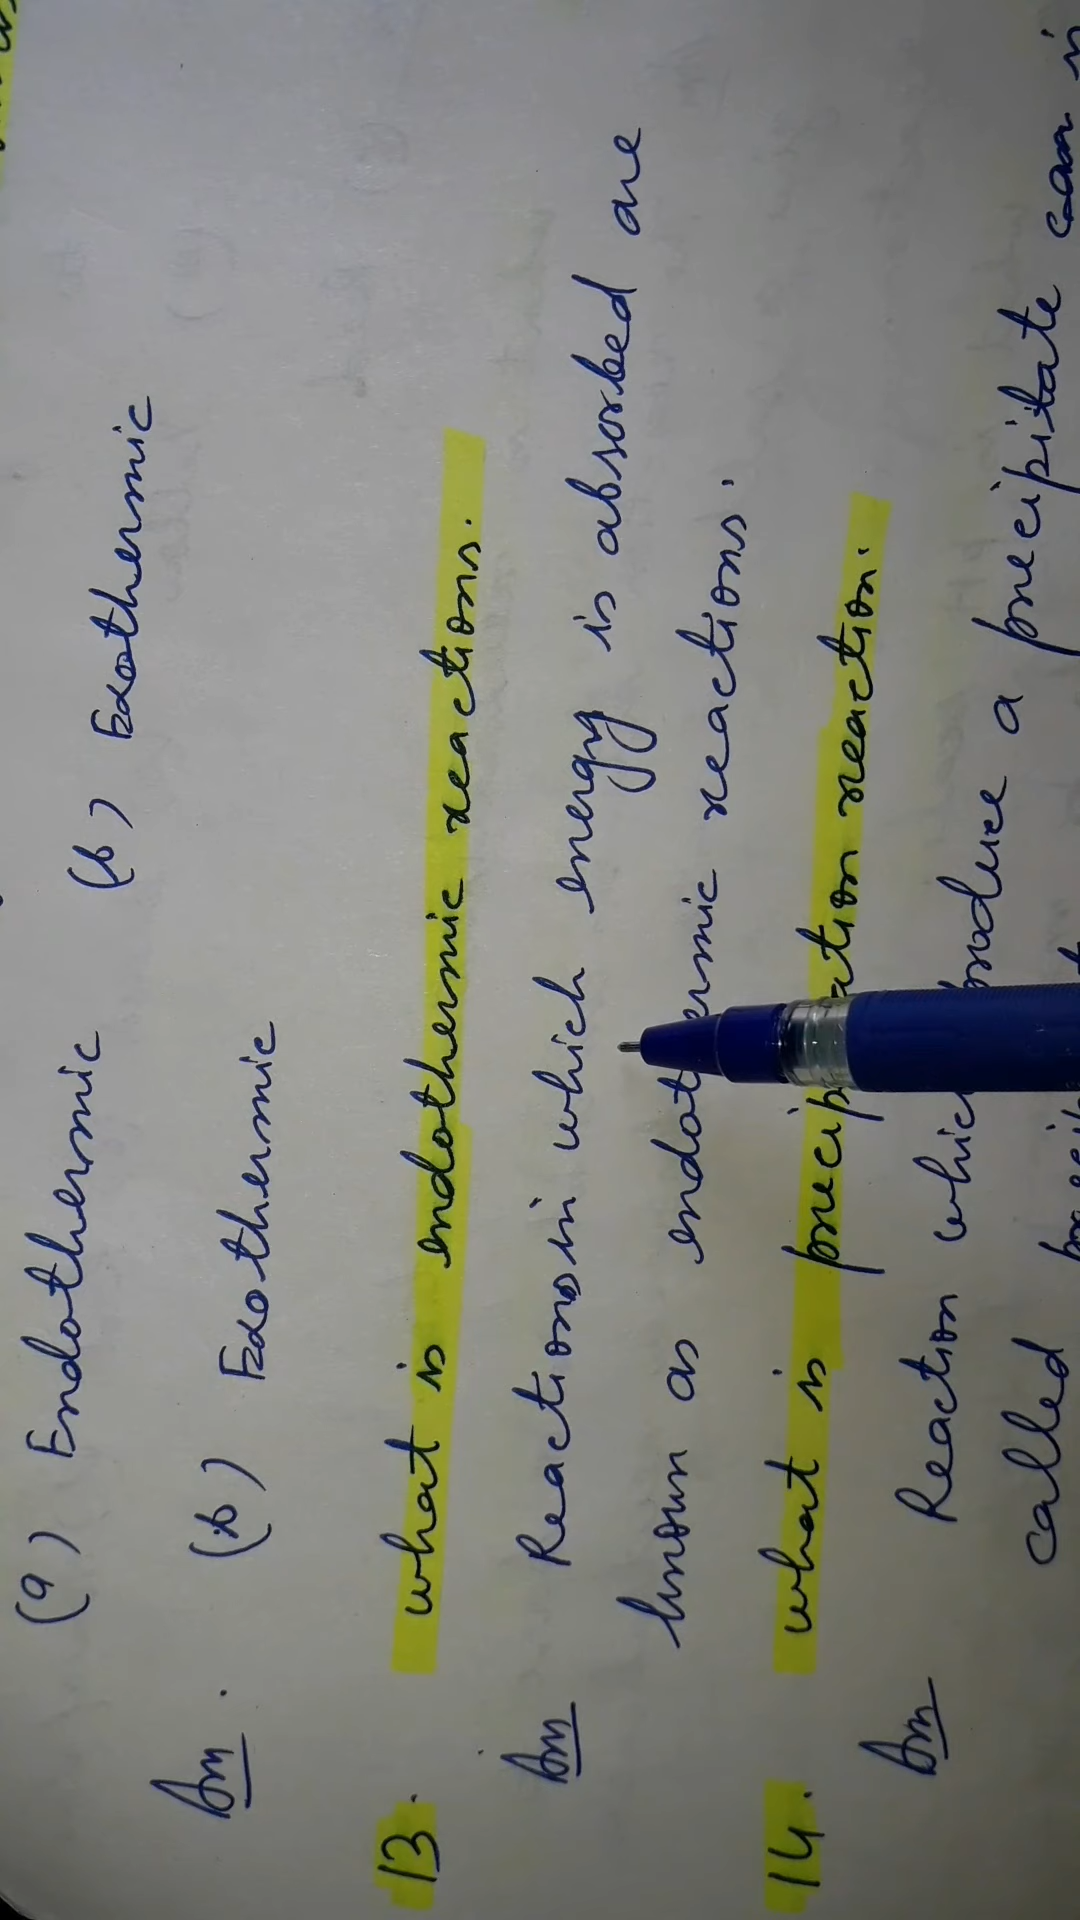 (a) Endothermic (b) Exothermic
Ans. (b) Exothermic
13. what is endothermic reactions.
Ans Reactions in which energy is absorbed are
known as endothermic reactions.
14. what is precipitation reaction.
Ans Reaction which produce a precipitate can is
called